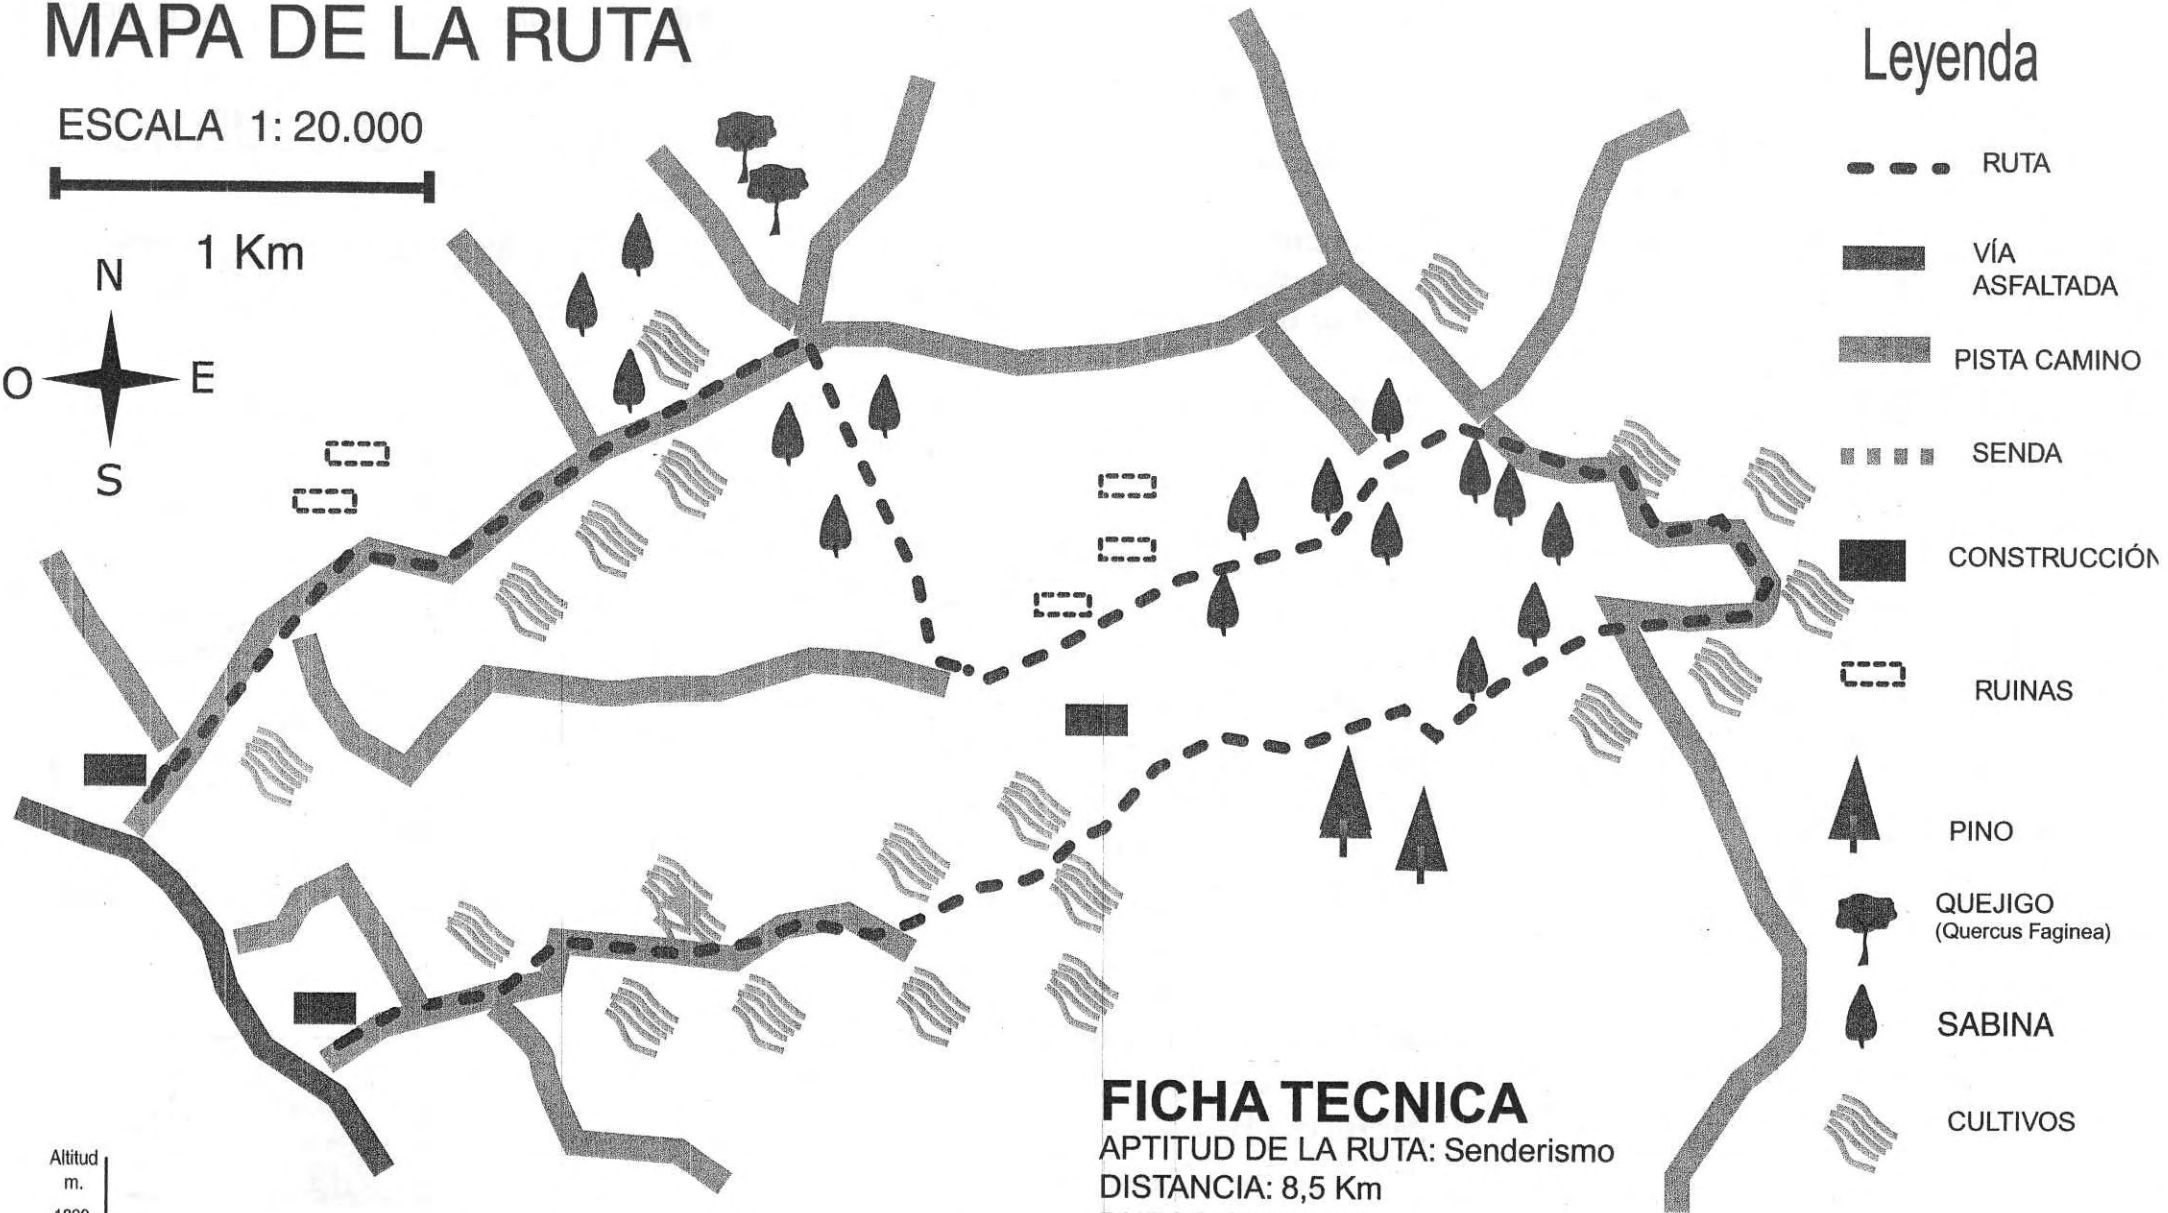 MAPA DE LA RUTA
ESCALA 1: 20.000
1 Km
N
O
E
S
Leyenda
RUTA
VÍA
ASFALTADA
PISTA CAMINO
SENDA
CONSTRUCCIÓN
RUINAS
PINO
QUEJIGO
(Quercus Faginea)
SABINA
CULTIVOS
FICHA TECNICA
APTITUD DE LA RUTA: Senderismo
DISTANCIA: 8,5 Km
Altitud
m.